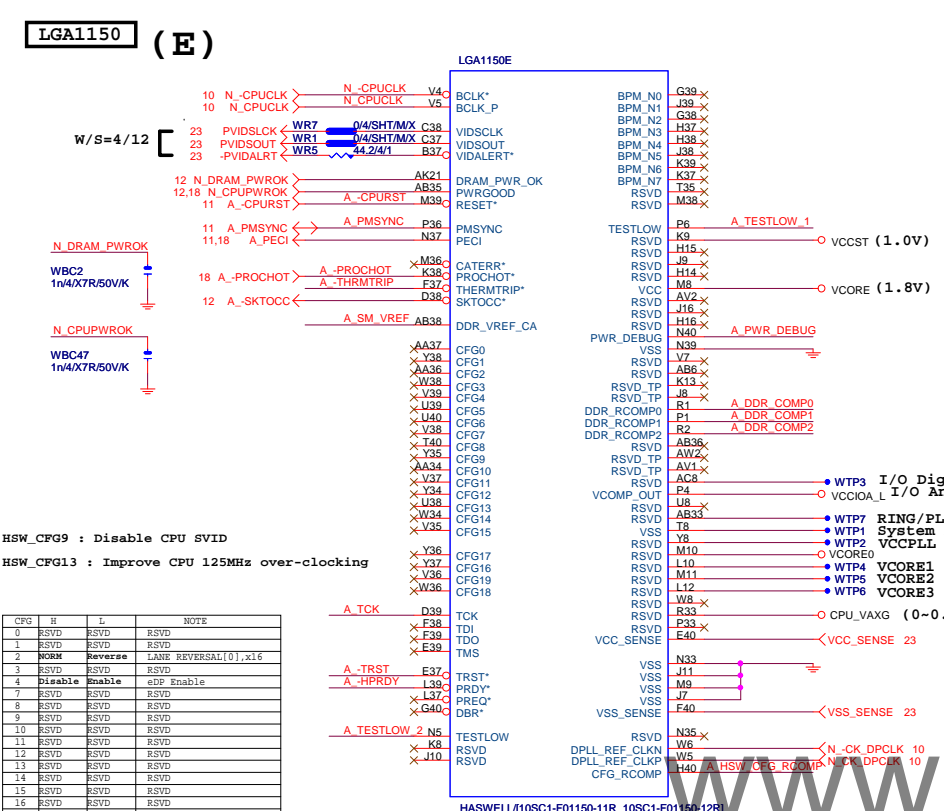 LGA1150 (E)
LGA1150E
10 N_-CPUCLK N_-CPUCLK V4 BCLK* BPM_N0 G39
10 N_CPUCLK N_CPUCLK V5 BCLK_P BPM_N1 J39
BPM_N2 G38
W/S=4/12
23 PVIDSLCK WR7 0/4/SHT/M/X C38 VIDSCLK BPM_N3 H37
23 PVIDSOUT WR1 0/4/SHT/M/X C37 VIDSOUT BPM_N4 H38
23 -PVIDALRT WR5 44.2/4/1 B37 VIDALERT* BPM_N5 J38
BPM_N6 K39
12 N_DRAM_PWROK AK21 DRAM_PWR_OK BPM_N7 K37
12,18 N_CPUPWROK AB35 PWRGOOD RSVD T35
11 A_-CPURST A_-CPURST M39 RESET* RSVD M38
11 A_PMSYNC A_PMSYNC P36 PMSYNC TESTLOW P6 A_TESTLOW_1
11,18 A_PECI N37 PECI RSVD K9 VCCST (1.0V)
RSVD H15
M36 CATERR* RSVD J9
18 A_-PROCHOT A_-PROCHOT K38 PROCHOT* RSVD H14
A_-THRMTRIP F37 THERMTRIP* VCC M8 VCORE (1.8V)
12 A_-SKTOCC D38 SKTOCC* RSVD AV2
RSVD J16
A_SM_VREF AB38 DDR_VREF_CA RSVD H16
PWR_DEBUG N40 A_PWR_DEBUG
N_DRAM_PWROK
WBC2
1n/4/X7R/50V/K
N_CPUPWROK
WBC47
1n/4/X7R/50V/K
AA37 CFG0 VSS N39
Y38 CFG1 RSVD V7
AA36 CFG2 RSVD AB6
W38 CFG3 RSVD_TP K13
V39 CFG4 RSVD_TP J8
U39 CFG5 DDR_RCOMP0 R1 A_DDR_COMP0
U40 CFG6 DDR_RCOMP1 P1 A_DDR_COMP1
V38 CFG7 DDR_RCOMP2 R2 A_DDR_COMP2
T40 CFG8 RSVD AB36
Y35 CFG9 RSVD_TP AW2
AA34 CFG10 RSVD_TP AV1
V37 CFG11 RSVD AC8 WTP3 I/O Dig
Y34 CFG12 VCOMP_OUT P4 VCCIOA_L I/O An
U38 CFG13 RSVD U8
W34 CFG14 RSVD AB33 WTP7 RING/PL
V35 CFG15 VSS T8 WTP1 System
RSVD Y8 WTP2 VCCPLL
Y36 CFG17 RSVD M10 VCORE0
Y37 CFG16 RSVD L10 WTP4 VCORE1
V36 CFG19 RSVD M11 WTP5 VCORE2
W36 CFG18 RSVD L12 WTP6 VCORE3
RSVD W8
A_TCK D39 TCK RSVD R33 CPU_VAXG (0~0.
F38 TDI RSVD P33
F39 TDO VCC_SENSE E40 VCC_SENSE 23
E39 TMS
VSS N33
A_-TRST E37 TRST* VSS J11
A_-HPRDY L39 PRDY* VSS M9
L37 PREQ* VSS J7
G40 DBR* VSS_SENSE F40 VSS_SENSE 23
A_TESTLOW_2 N5 TESTLOW RSVD N35
K8 RSVD DPLL_REF_CLKN W6 N_-CK_DPCLK 10
J10 RSVD DPLL_REF_CLKP W5 N_CK_DPCLK 10
CFG_RCOMP H40 A_HSW_CFG_RCOMP
HASWELL/[10SC1-F01150-11R, 10SC1-F01150-12R]
HSW_CFG9 : Disable CPU SVID
HSW_CFG13 : Improve CPU 125MHz over-clocking
CFG H L NOTE
0 RSVD RSVD RSVD
1 RSVD RSVD RSVD
2 NORM Reverse LANE REVERSAL[0],x16
3 RSVD RSVD RSVD
4 Disable Enable eDP Enable
7 RSVD RSVD RSVD
8 RSVD RSVD RSVD
9 RSVD RSVD RSVD
10 RSVD RSVD RSVD
11 RSVD RSVD RSVD
12 RSVD RSVD RSVD
13 RSVD RSVD RSVD
14 RSVD RSVD RSVD
15 RSVD RSVD RSVD
16 RSVD RSVD RSVD
www